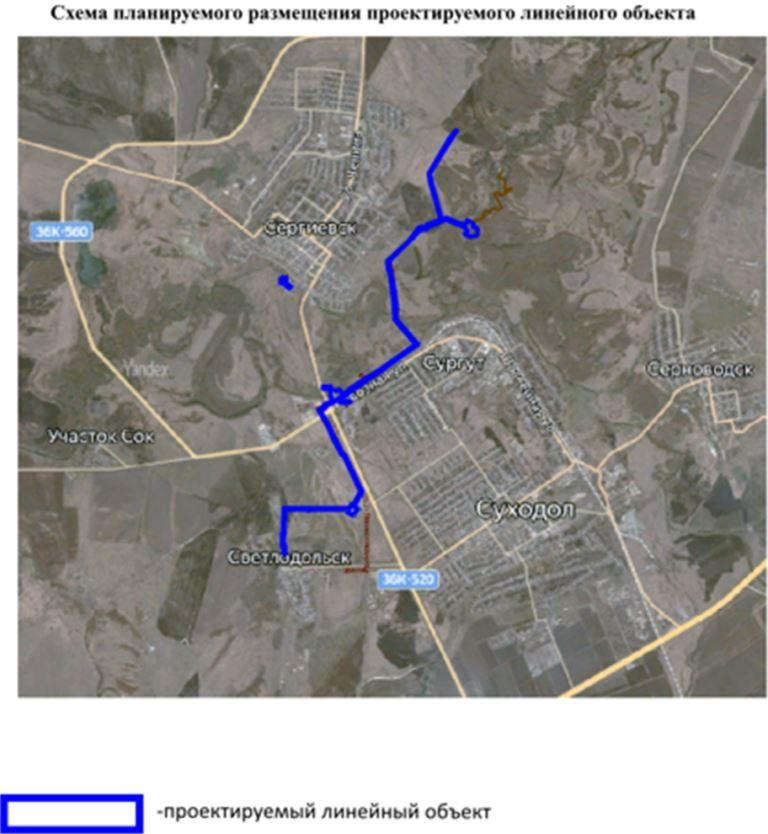 Схема планируемого размещения проектируемого линейного объекта
Сергиевск
36К-560
Yandex
Сургут
Серноводск
Участок Сок
Суходол
Светлодольск
36К-520
-проектируемый линейный объект